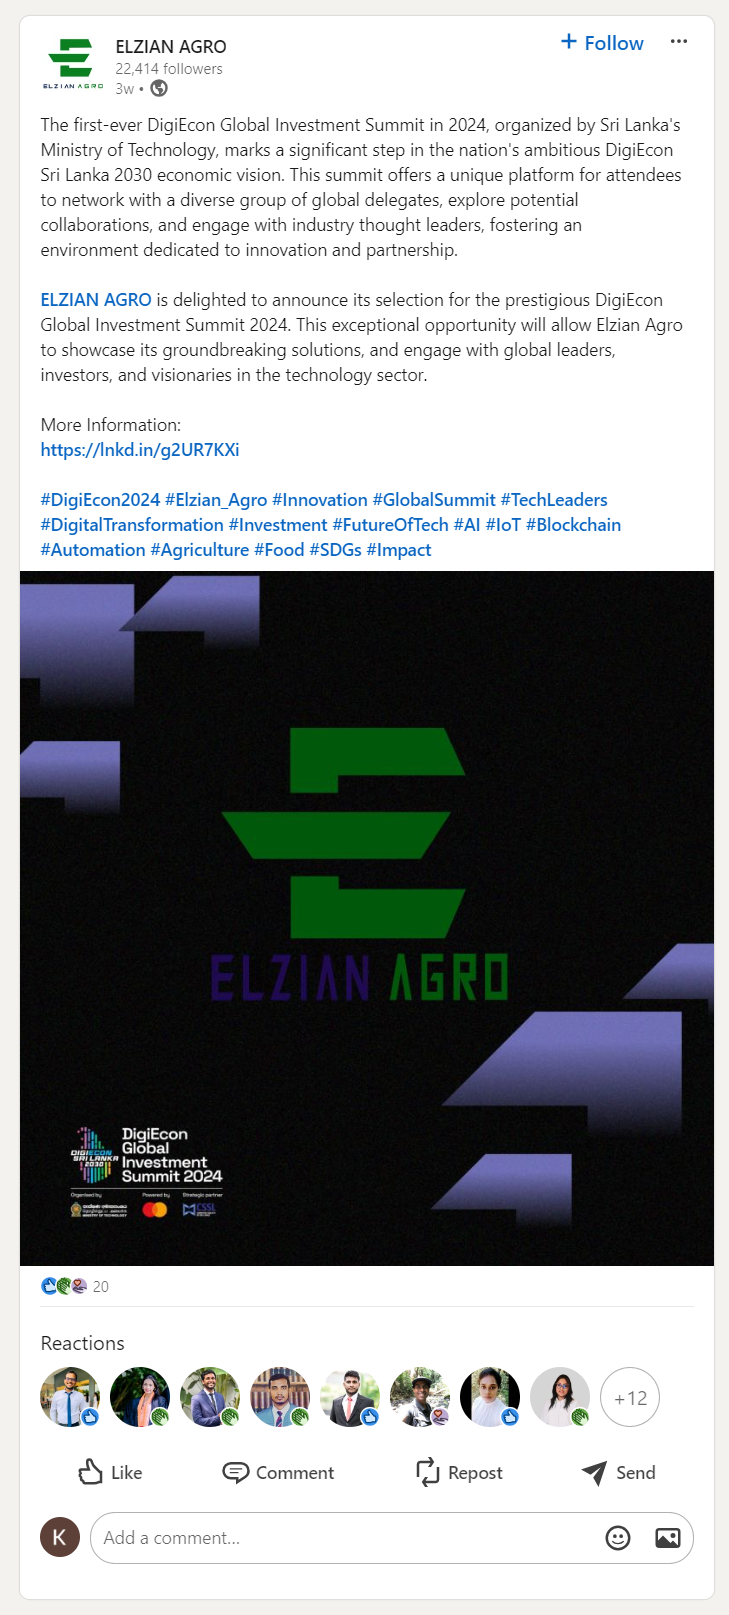 ELZIAN AGRO
ELZIAN AGRO
22,414 followers
3w •
+ Follow
The first-ever DigiEcon Global Investment Summit in 2024, organized by Sri Lanka's
Ministry of Technology, marks a significant step in the nation's ambitious DigiEcon
Sri Lanka 2030 economic vision. This summit offers a unique platform for attendees
to network with a diverse group of global delegates, explore potential
collaborations, and engage with industry thought leaders, fostering an
environment dedicated to innovation and partnership.
ELZIAN AGRO is delighted to announce its selection for the prestigious DigiEcon
Global Investment Summit 2024. This exceptional opportunity will allow Elzian Agro
to showcase its groundbreaking solutions, and engage with global leaders,
investors, and visionaries in the technology sector.
More Information:
https://lnkd.in/g2UR7KXi
#DigiEcon2024 #Elzian_Agro #Innovation #GlobalSummit #TechLeaders
#DigitalTransformation #Investment #FutureOfTech #AI #IoT #Blockchain
#Automation #Agriculture #Food #SDGs #Impact
ELZIAN AGRO
DIGIECON
SRI LANKA
2030
DigiEcon
Global
Investment
Summit 2024
Organised by
Powered by
Strategic partner
MINISTRY OF TECHNOLOGY
CSSL
20
Reactions
+12
Like
Comment
Repost
Send
K
Add a comment...